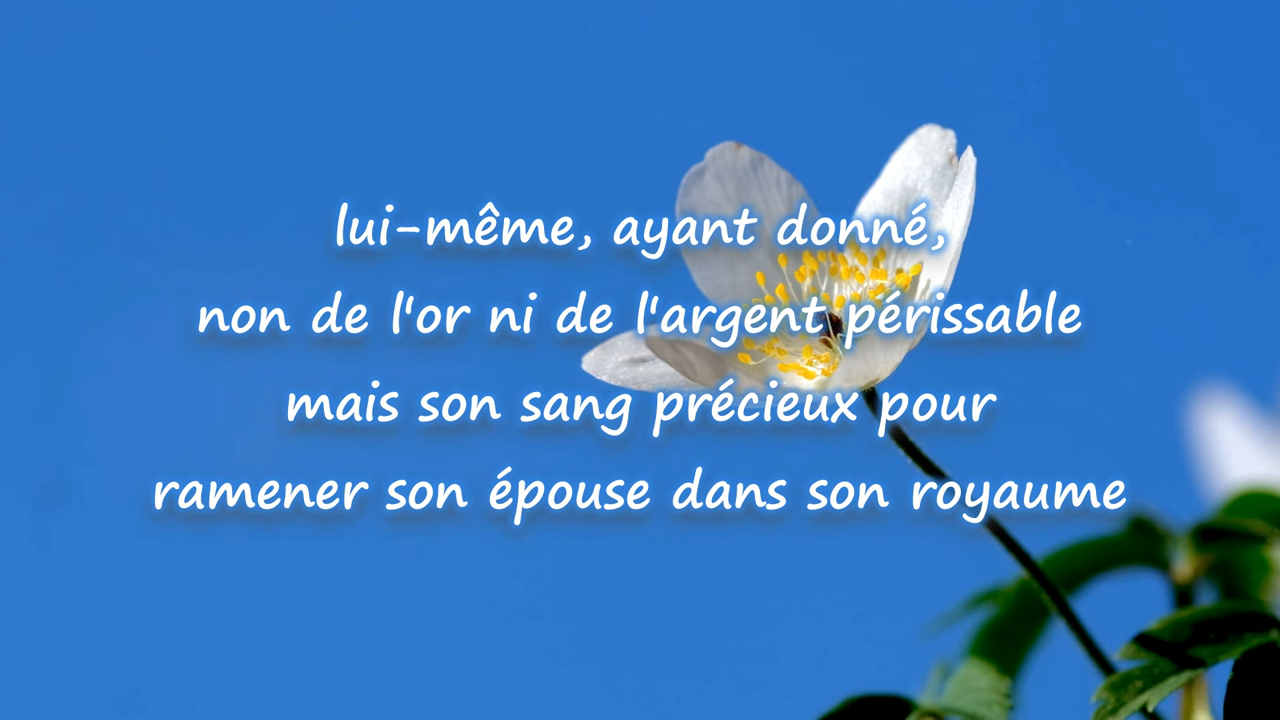 lui-même, ayant donné,
non de l'or ni de l'argent périssable
mais son sang précieux pour
ramener son épouse dans son royaume